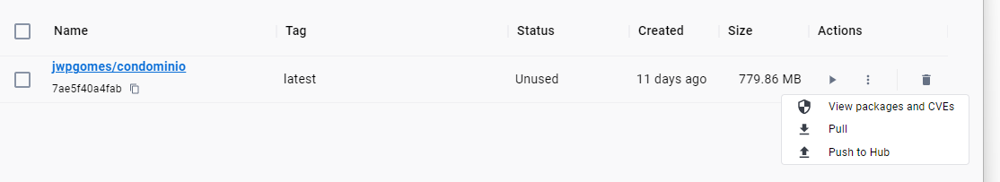 Name Tag Status Created Size Actions
jwpgomes/condominio
7ae5f40a4fab latest Unused 11 days ago 779.86 MB
View packages and CVEs
Pull
Push to Hub